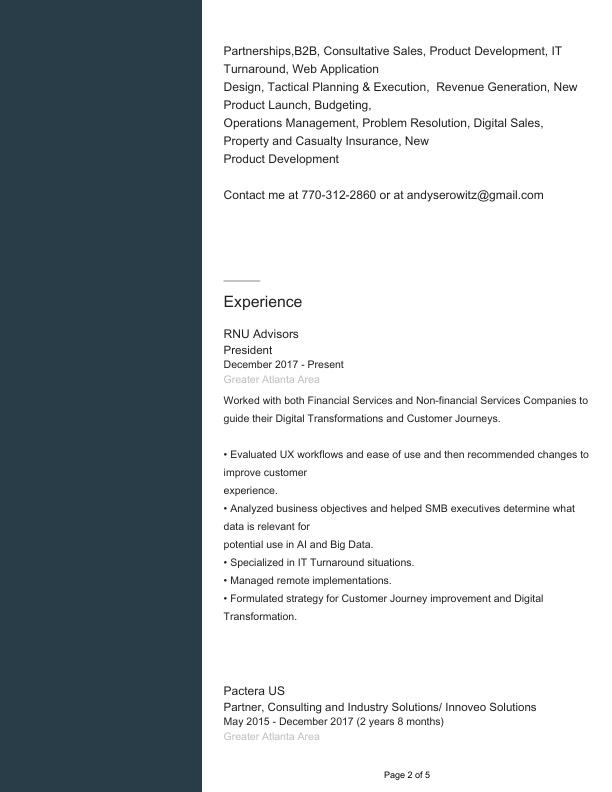 Partnerships,B2B, Consultative Sales, Product Development, IT
Turnaround, Web Application
Design, Tactical Planning & Execution,  Revenue Generation, New
Product Launch, Budgeting,
Operations Management, Problem Resolution, Digital Sales,
Property and Casualty Insurance, New
Product Development
Contact me at 770-312-2860 or at andyserowitz@gmail.com
Experience
RNU Advisors
President
December 2017 - Present
Greater Atlanta Area
Worked with both Financial Services and Non-financial Services Companies to
guide their Digital Transformations and Customer Journeys.
• Evaluated UX workflows and ease of use and then recommended changes to
improve customer
experience.
• Analyzed business objectives and helped SMB executives determine what
data is relevant for
potential use in AI and Big Data.
• Specialized in IT Turnaround situations.
• Managed remote implementations.
• Formulated strategy for Customer Journey improvement and Digital
Transformation.
Pactera US
Partner, Consulting and Industry Solutions/ Innoveo Solutions
May 2015 - December 2017 (2 years 8 months)
Greater Atlanta Area
Page 2 of 5